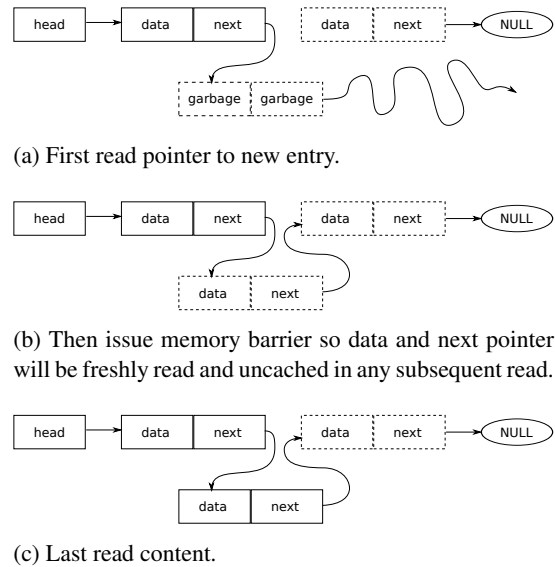 head data next data next NULL
garbage garbage
(a) First read pointer to new entry.
head data next data next NULL
data next
(b) Then issue memory barrier so data and next pointer
will be freshly read and uncached in any subsequent read.
head data next data next NULL
data next
(c) Last read content.